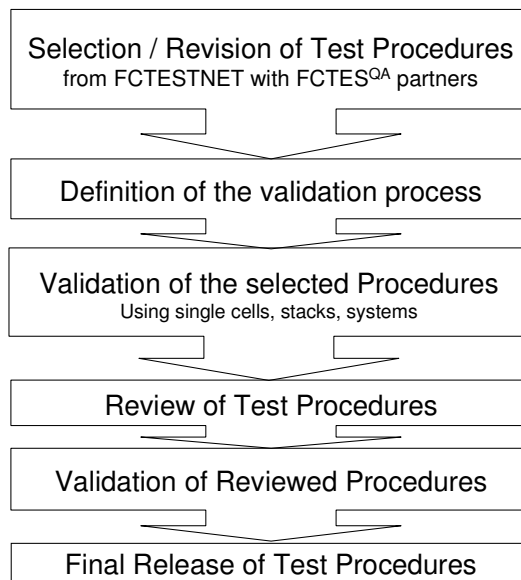 Selection / Revision of Test Procedures
from FCTESTNET with FCTES^QA partners
Definition of the validation process
Validation of the selected Procedures
Using single cells, stacks, systems
Review of Test Procedures
Validation of Reviewed Procedures
Final Release of Test Procedures